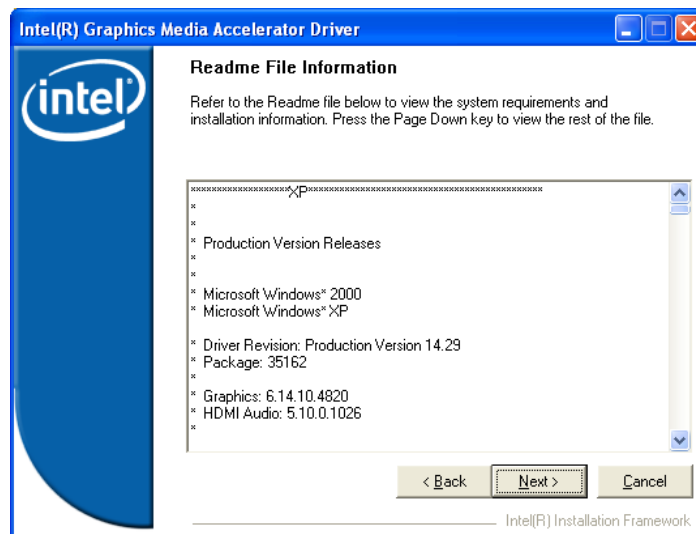 Intel(R) Graphics Media Accelerator Driver
intel
Readme File Information
Refer to the Readme file below to view the system requirements and
installation information. Press the Page Down key to view the rest of the file.
*******************XP**********************************************
*
*
* Production Version Releases
*
*
* Microsoft Windows* 2000
* Microsoft Windows* XP
* Driver Revision: Production Version 14.29
* Package: 35162
*
* Graphics: 6.14.10.4820
* HDMI Audio: 5.10.0.1026
*
< Back
Next >
Cancel
Intel(R) Installation Framework